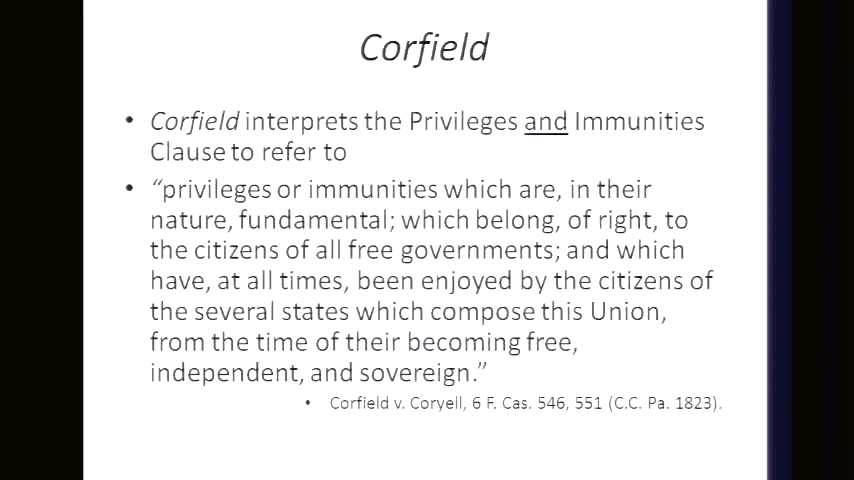 Corfield
• Corfield interprets the Privileges and Immunities
Clause to refer to
• “privileges or immunities which are, in their
nature, fundamental; which belong, of right, to
the citizens of all free governments; and which
have, at all times, been enjoyed by the citizens of
the several states which compose this Union,
from the time of their becoming free,
independent, and sovereign.”
• Corfield v. Coryell, 6 F. Cas. 546, 551 (C.C. Pa. 1823).